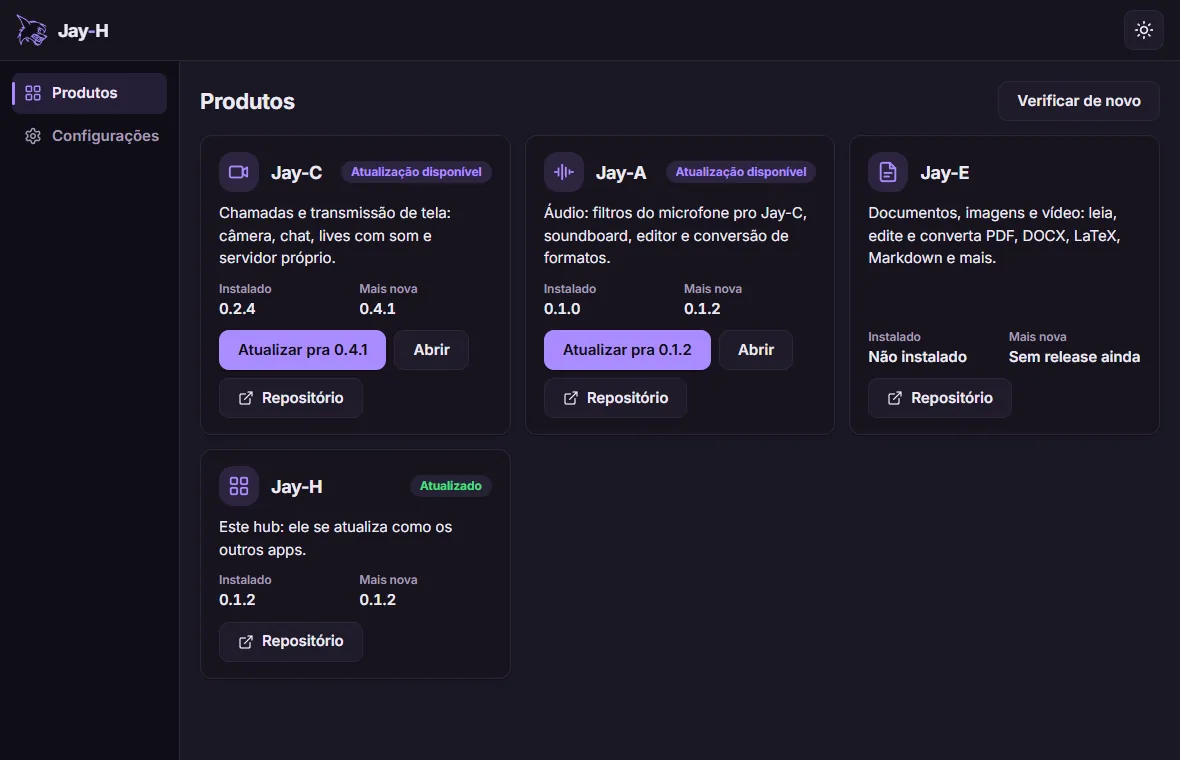 Jay-H
Produtos
Configurações
Produtos
Verificar de novo
Jay-C
Atualização disponível
Chamadas e transmissão de tela:
câmera, chat, lives com som e
servidor próprio.
Instalado
Mais nova
0.2.4
0.4.1
Atualizar pra 0.4.1
Abrir
Repositório
Jay-A
Atualização disponível
Áudio: filtros do microfone pro Jay-C,
soundboard, editor e conversão de
formatos.
Instalado
Mais nova
0.1.0
0.1.2
Atualizar pra 0.1.2
Abrir
Repositório
Jay-E
Documentos, imagens e vídeo: leia,
edite e converta PDF, DOCX, LaTeX,
Markdown e mais.
Instalado
Mais nova
Não instalado
Sem release ainda
Repositório
Jay-H
Atualizado
Este hub: ele se atualiza como os
outros apps.
Instalado
Mais nova
0.1.2
0.1.2
Repositório